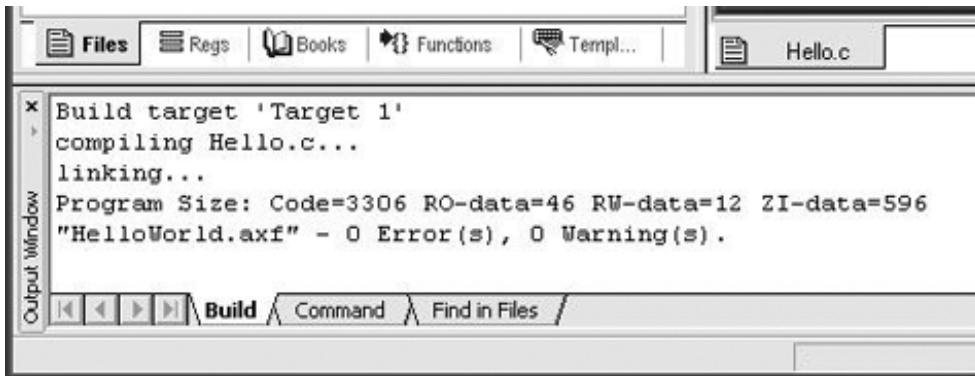 Files Regs Books Functions Templ... Hello.c
Build target 'Target 1'
compiling Hello.c...
linking...
Program Size: Code=3306 RO-data=46 RW-data=12 ZI-data=596
"HelloWorld.axf" - 0 Error(s), 0 Warning(s).
Output Window
Build Command Find in Files